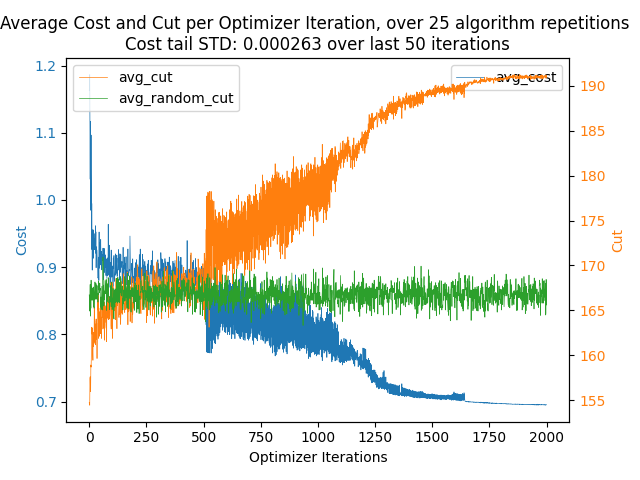 Average Cost and Cut per Optimizer Iteration, over 25 algorithm repetitions
Cost tail STD: 0.000263 over last 50 iterations
avg_cut
avg_random_cut
avg_cost
1.2
1.1
1.0
0.9
0.8
0.7
Cost
190
185
180
175
170
165
160
155
Cut
0 250 500 750 1000 1250 1500 1750 2000
Optimizer Iterations